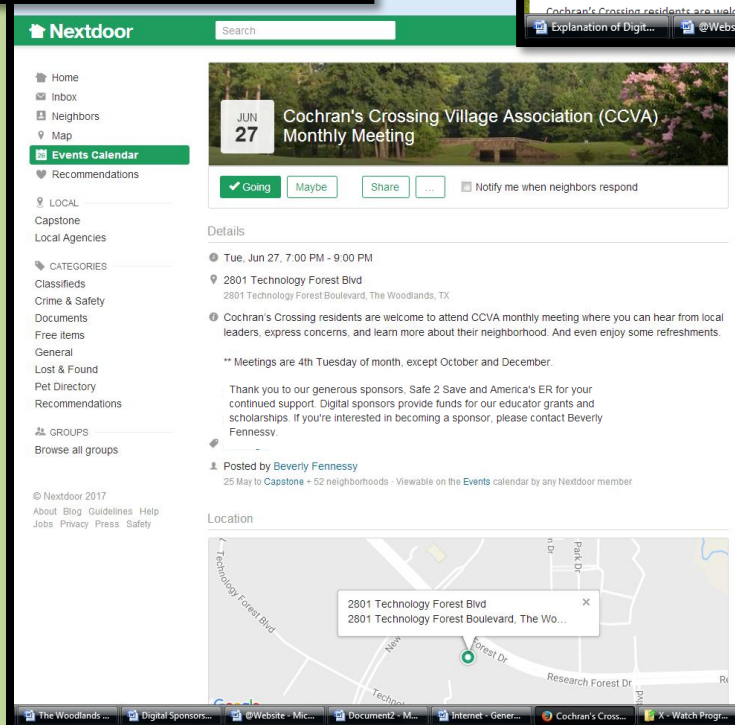 Cochran's Crossing residents are welc
Explanation of Digit...
@Webs
Nextdoor
Search
Home
Inbox
Neighbors
Map
26 Events Calendar
Recommendations
LOCAL
Capstone
Local Agencies
CATEGORIES
Classifieds
Crime & Safety
Documents
Free items
General
Lost & Found
Pet Directory
Recommendations
GROUPS
Browse all groups
© Nextdoor 2017
About Blog Guidelines Help
Jobs Privacy Press Safety
JUN
27
Cochran's Crossing Village Association (CCVA)
Monthly Meeting
Going
Maybe
Share
...
Notify me when neighbors respond
Details
Tue, Jun 27, 7:00 PM - 9:00 PM
2801 Technology Forest Blvd
2801 Technology Forest Boulevard, The Woodlands, TX
Cochran's Crossing residents are welcome to attend CCVA monthly meeting where you can hear from local
leaders, express concerns, and learn more about their neighborhood. And even enjoy some refreshments.
** Meetings are 4th Tuesday of month, except October and December.
Thank you to our generous sponsors, Safe 2 Save and America's ER for your
continued support. Digital sponsors provide funds for our educator grants and
scholarships. If you're interested in becoming a sponsor, please contact Beverly
Fennessy.
Posted by Beverly Fennessy
25 May to Capstone + 52 neighborhoods · Viewable on the Events calendar by any Nextdoor member
Location
Technology Forest Blvd
n Dr
Park Dr
2801 Technology Forest Blvd
2801 Technology Forest Boulevard, The Wo...
New
Forest Dr
Research Forest Dr
Techno
Google
The Woodlands ...
Digital Sponsors...
@Website - Mic...
Document2 - M...
Internet - Gener...
Cochran's Cross...
X - Watch Progr...